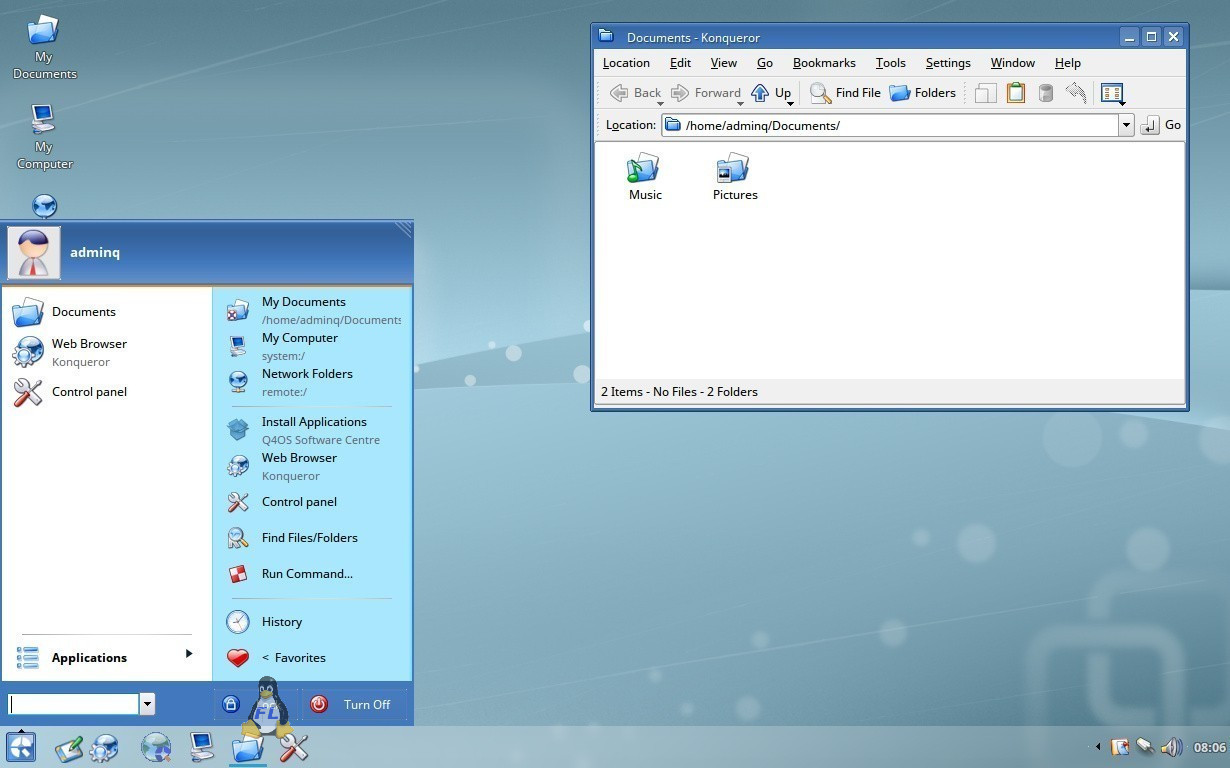 My
Documents
My
Computer
adminq
Documents
Web Browser
Konqueror
Control panel
Applications
My Documents
/home/adminq/Documents
My Computer
system:/
Network Folders
remote:/
Install Applications
Q4OS Software Centre
Web Browser
Konqueror
Control panel
Find Files/Folders
Run Command...
History
< Favorites
FL
Turn Off
Documents - Konqueror
Location Edit View Go Bookmarks Tools Settings Window Help
Back Forward Up Find File Folders
Location: /home/adminq/Documents/ Go
Music
Pictures
2 Items - No Files - 2 Folders
08:06